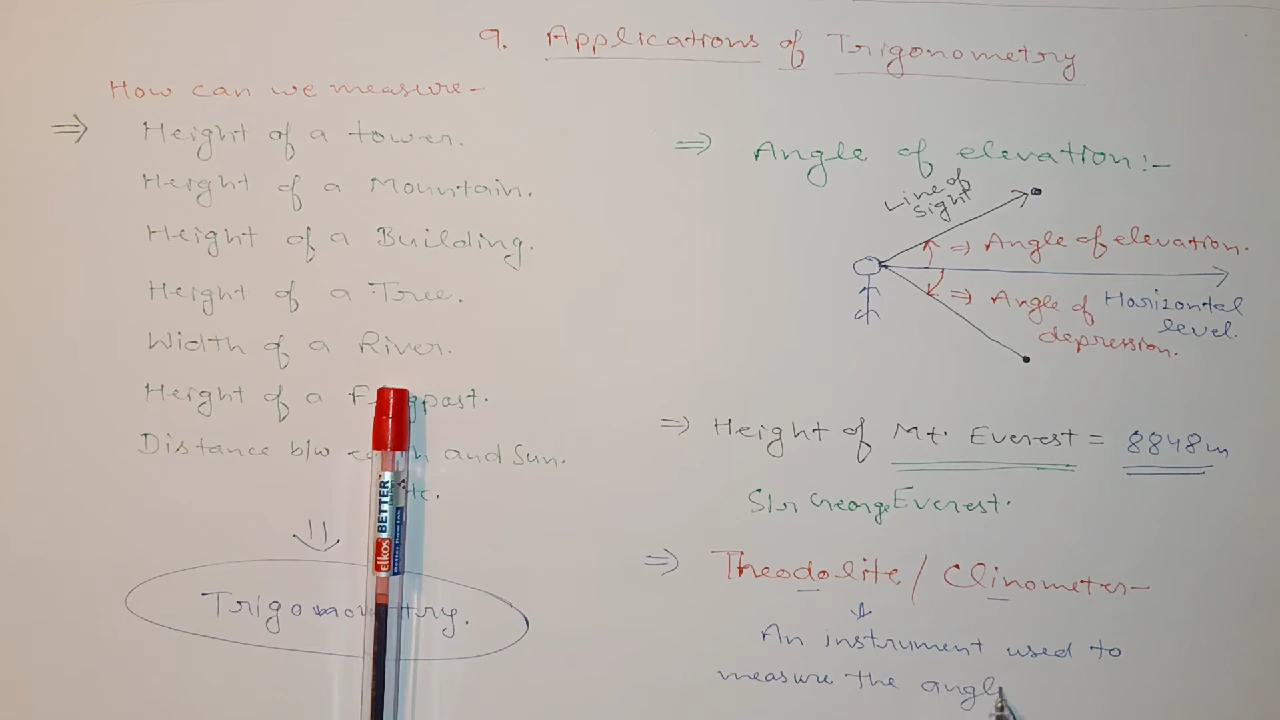 9. Applications of Trigonometry
How can we measure-
⇒ Height of a tower.
Height of a Mountain.
Height of a Building.
Height of a Tree.
Width of a River.
Height of a post.
Distance b/w and Sun.
Trigonometry.
⇒ Angle of elevation:-
Line of
Sight
⇒ Angle of elevation.
⇒ Angle of
depression.
Horizontal
level.
⇒ Height of Mt. Everest = 8848m
Sir George Everest.
⇒ Theodolite / Clinometer-
An instrument used to
measure the angl
elkos BETTER